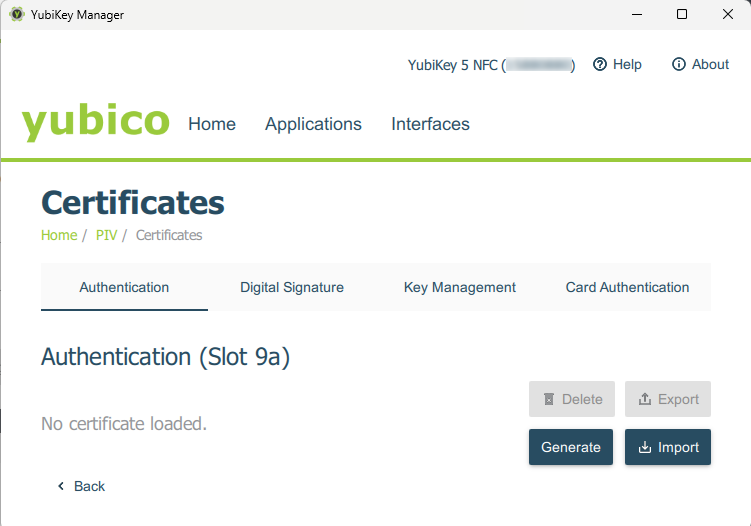 YubiKey Manager
YubiKey 5 NFC ( ) Help About
yubico Home Applications Interfaces
Certificates
Home / PIV / Certificates
Authentication Digital Signature Key Management Card Authentication
Authentication (Slot 9a)
Delete Export
No certificate loaded.
Generate Import
Back